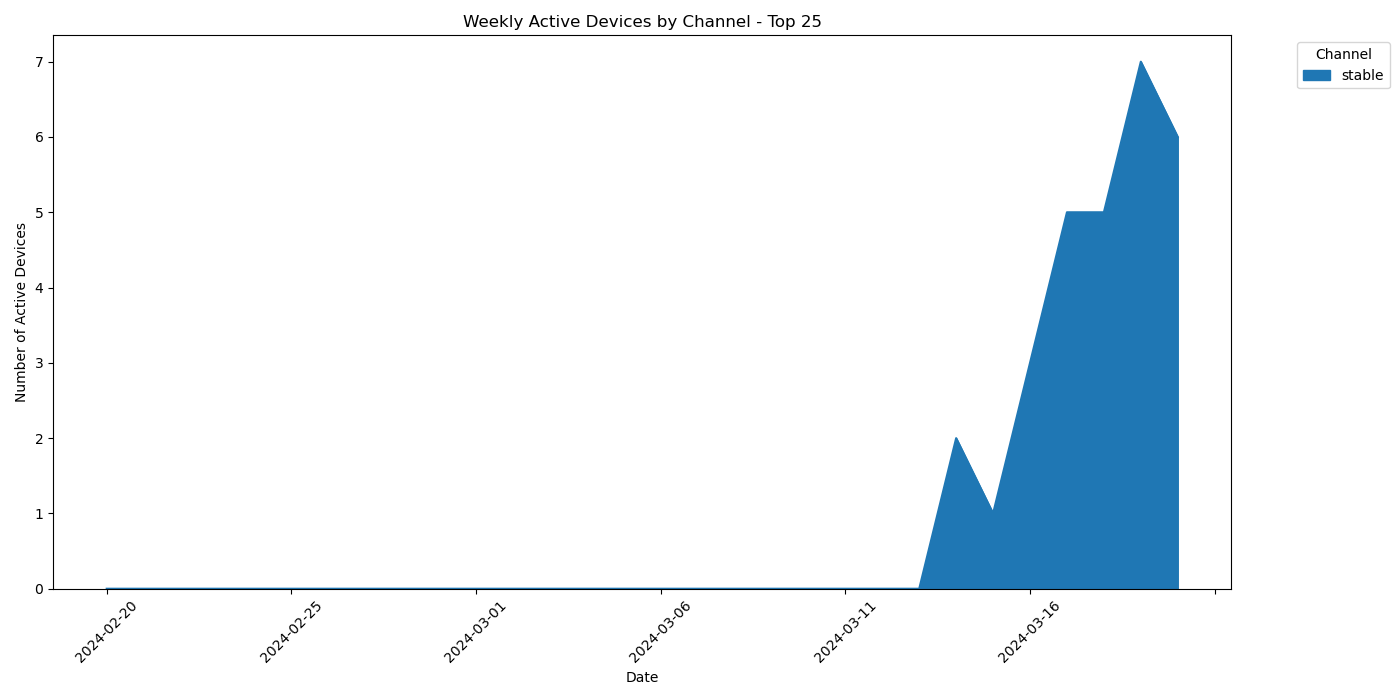 Weekly Active Devices by Channel - Top 25
Channel
stable
Number of Active Devices
7
6
5
4
3
2
1
0
2024-02-20
2024-02-25
2024-03-01
2024-03-06
2024-03-11
2024-03-16
Date